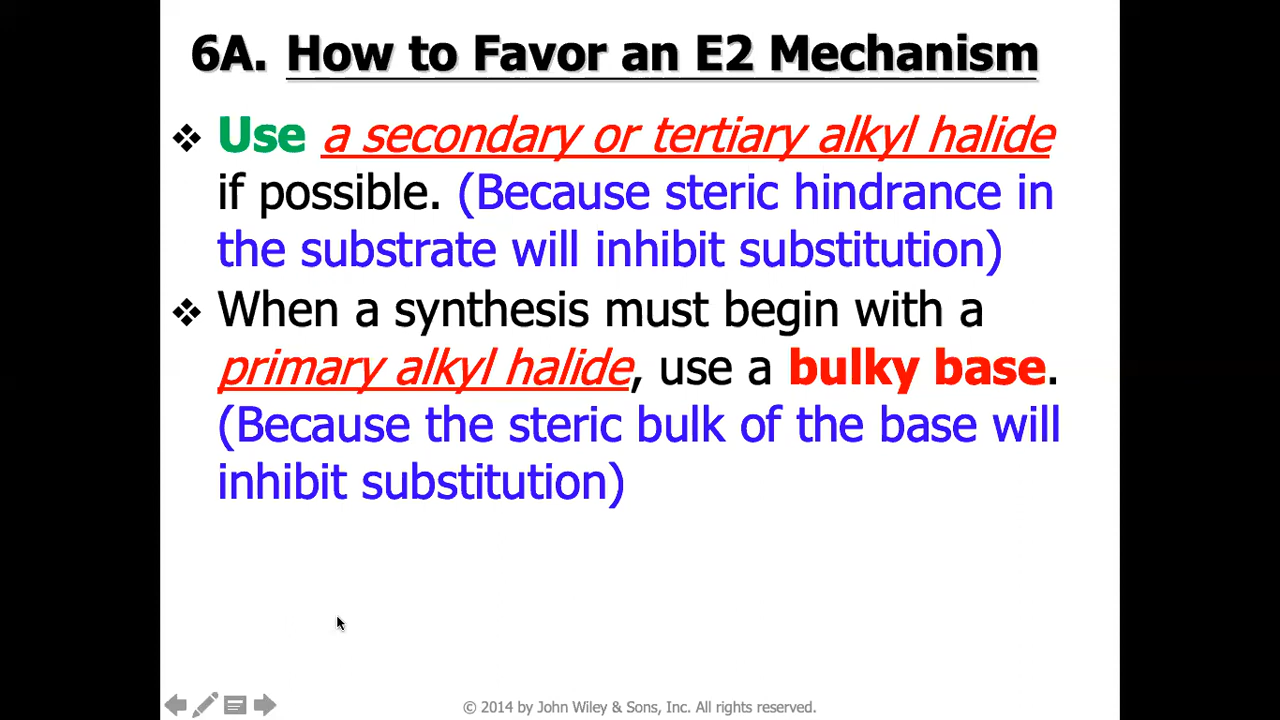 6A. How to Favor an E2 Mechanism
❖ Use a secondary or tertiary alkyl halide
if possible. (Because steric hindrance in
the substrate will inhibit substitution)
❖ When a synthesis must begin with a
primary alkyl halide, use a bulky base.
(Because the steric bulk of the base will
inhibit substitution)
© 2014 by John Wiley & Sons, Inc. All rights reserved.